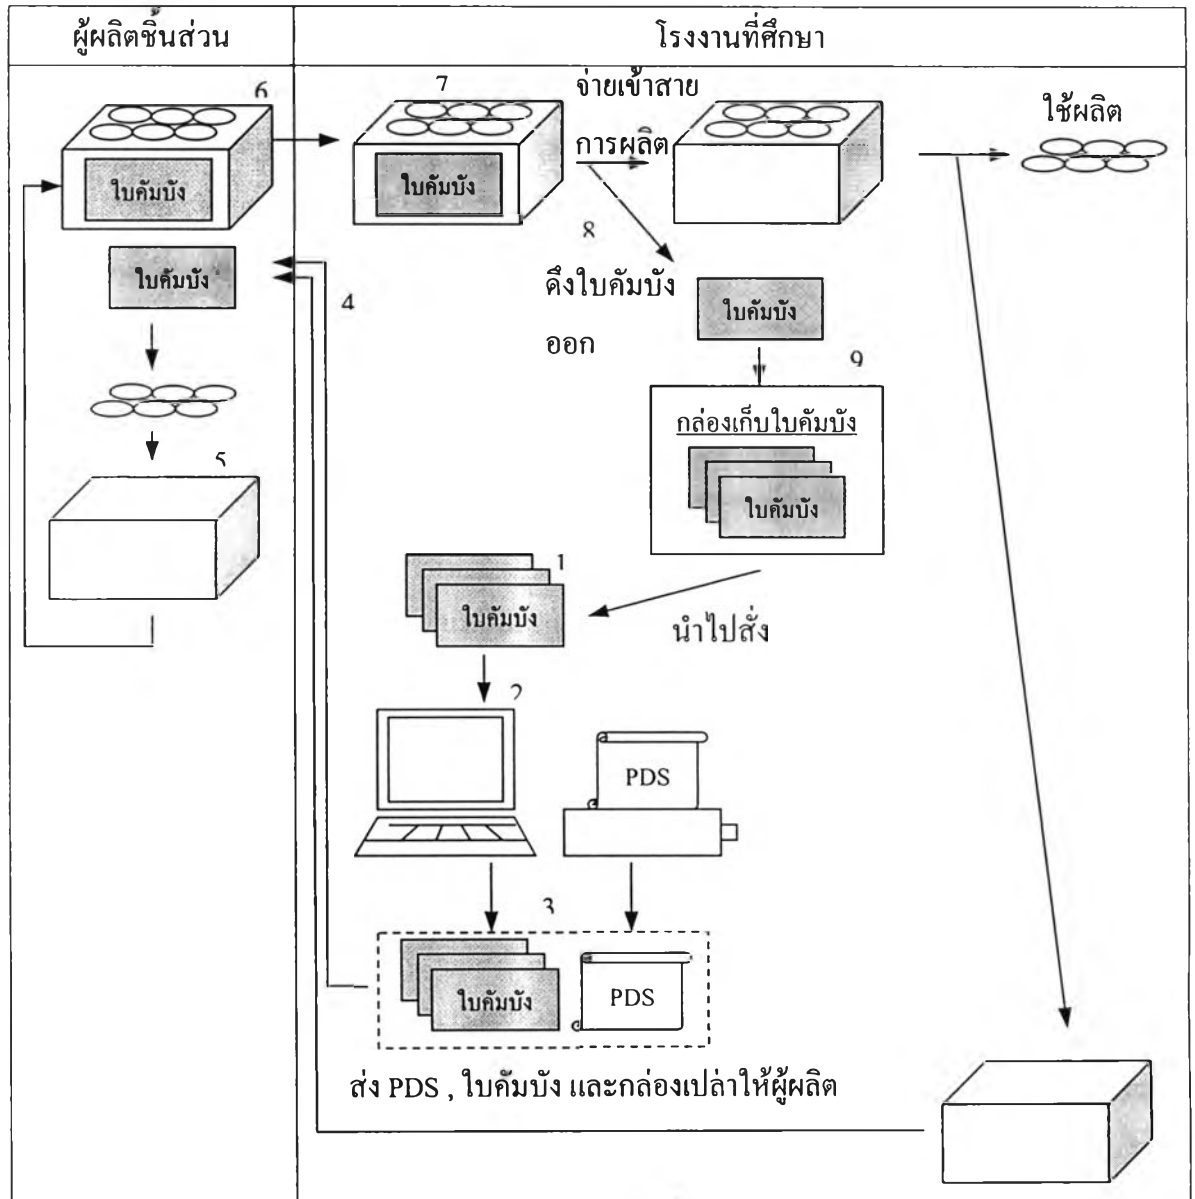 ผู้ผลิตชิ้นส่วน
โรงงานที่ศึกษา
6
7
จ่ายเข้าสาย
การผลิต
ใช้ผลิต
ใบคัมบัง
ใบคัมบัง
8
ดึงใบคัมบัง
ออก
ใบคัมบัง
4
ใบคัมบัง
9
กล่องเก็บใบคัมบัง
ใบคัมบัง
5
1
ใบคัมบัง
นำไปสั่ง
2
PDS
3
ใบคัมบัง
PDS
ส่ง PDS , ใบคัมบัง และกล่องเปล่าให้ผู้ผลิต